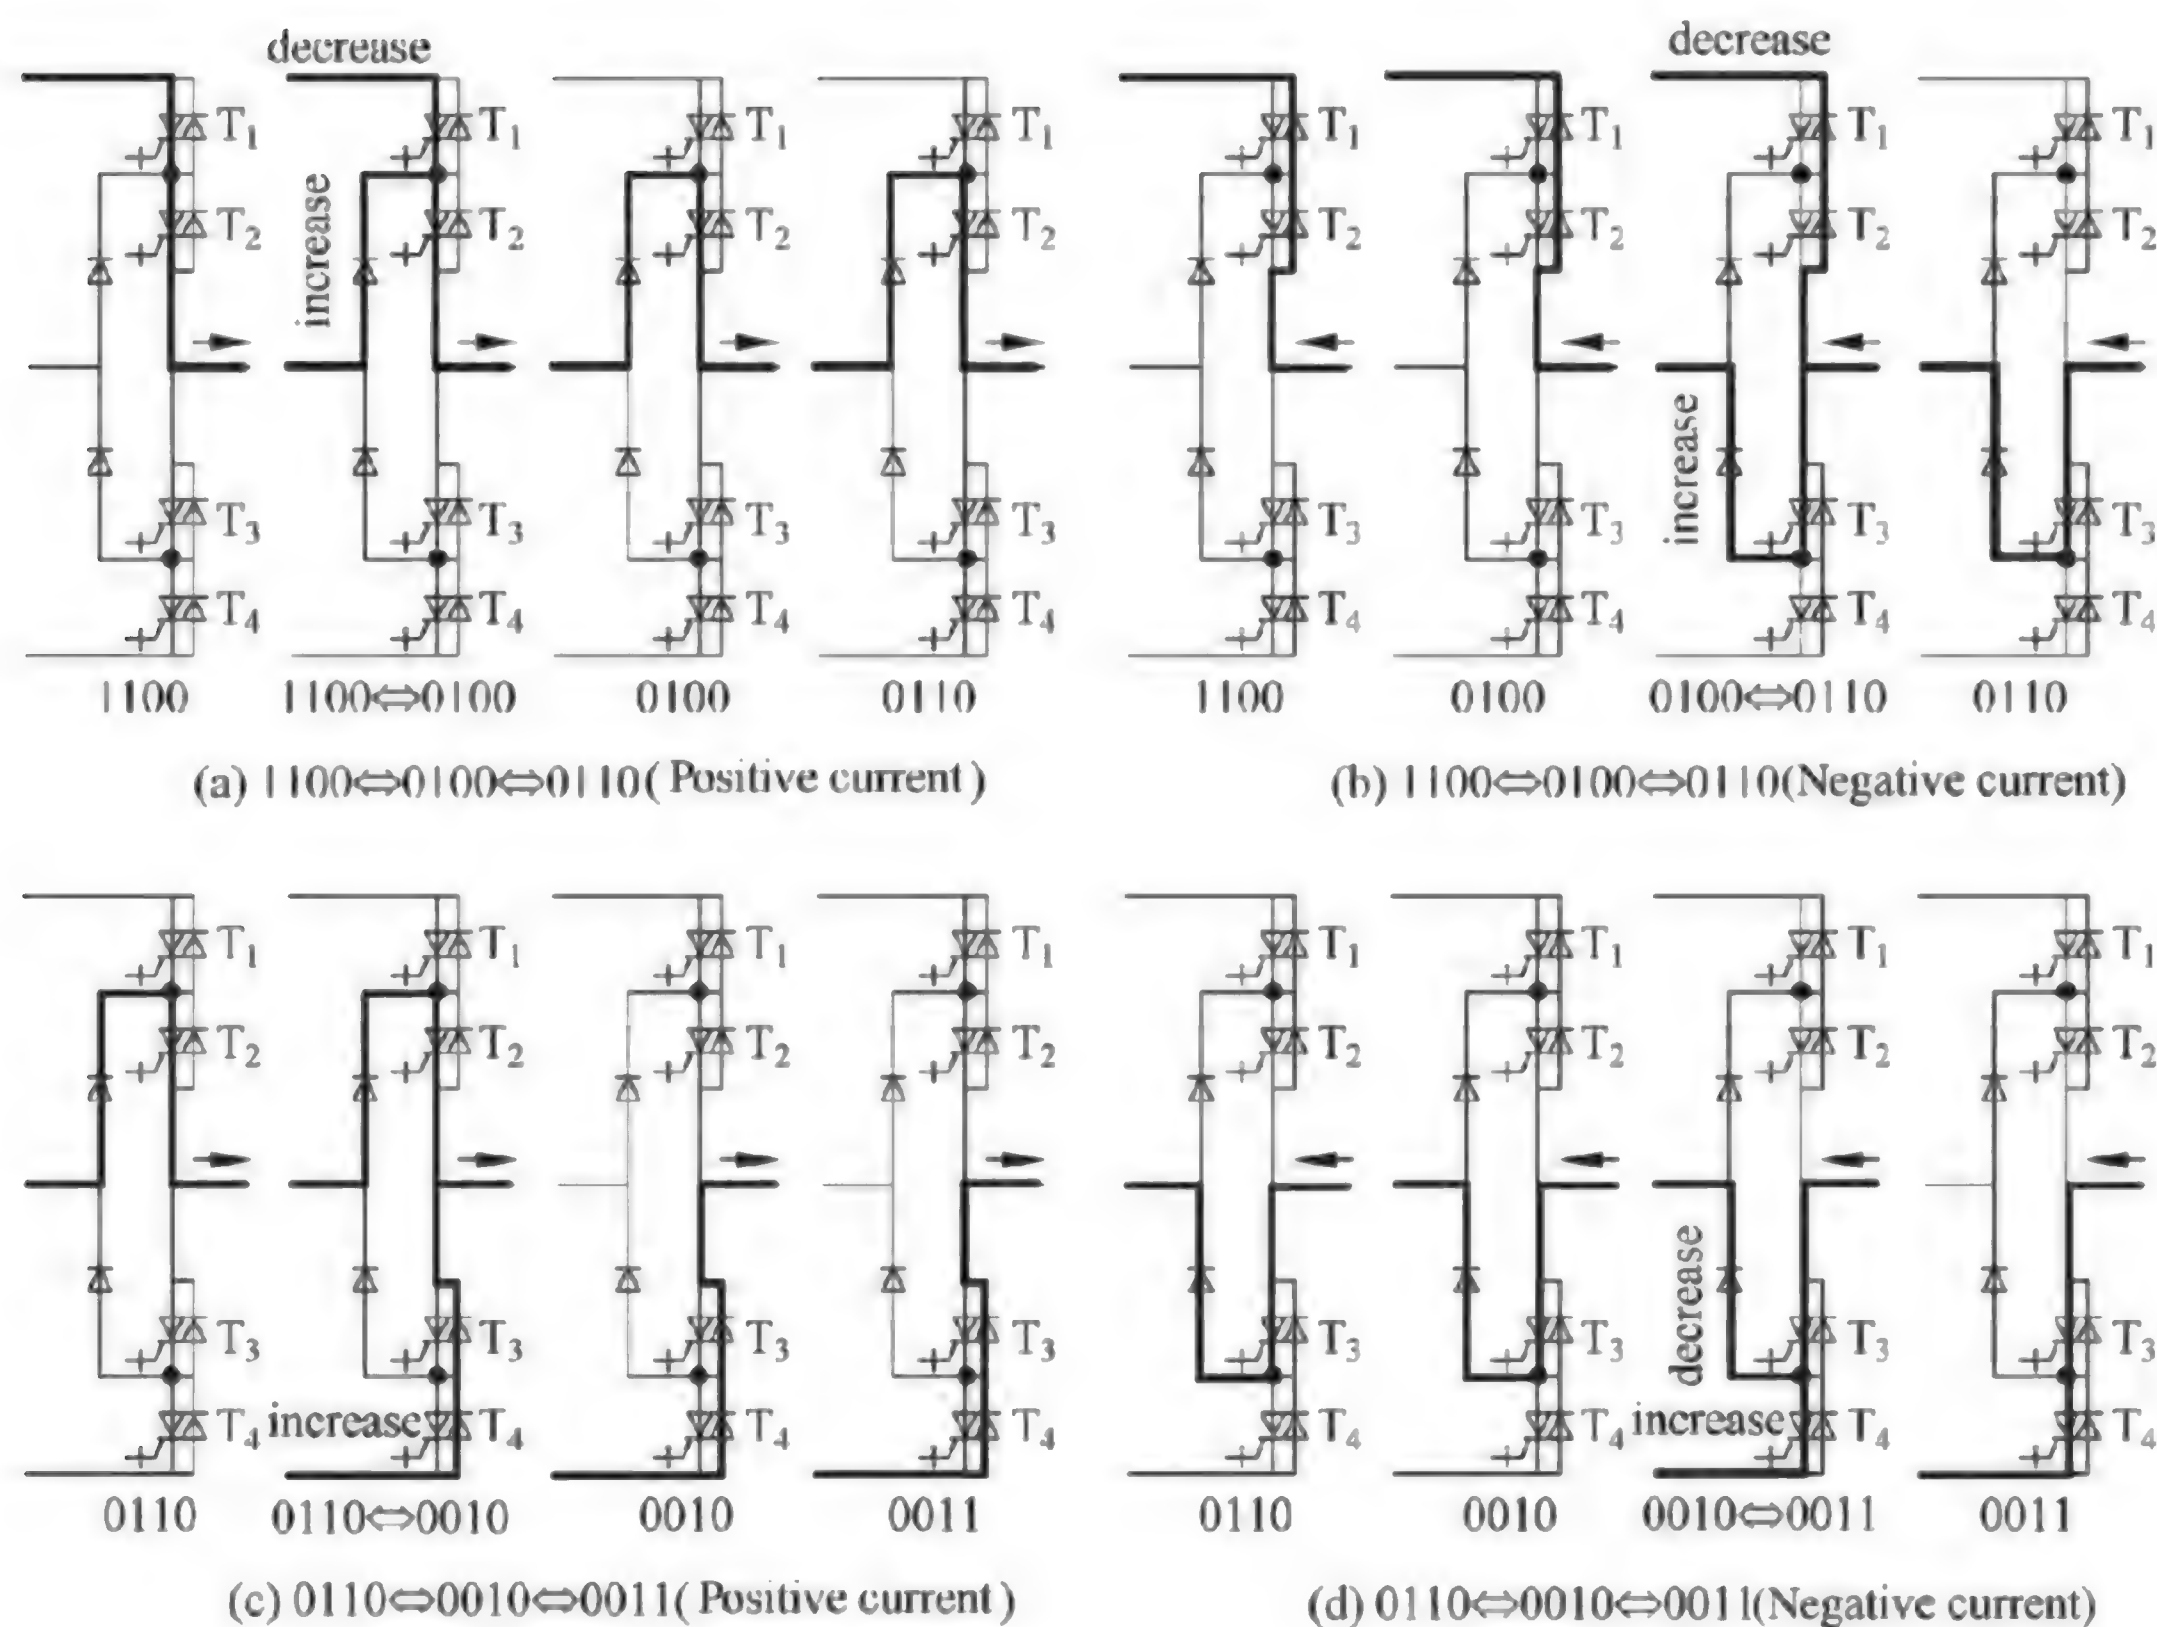 decrease
decrease
T1 T1 T1 T1 T1 T1 T1 T1
increase
T2 T2 T2 T2 T2 T2 T2 T2
increase
T3 T3 T3 T3 T3 T3 T3 T3
T4 T4 T4 T4 T4 T4 T4 T4
1100 1100⇔0100 0100 0110 1100 0100 0100⇔0110 0110
(a) 1100⇔0100⇔0110( Positive current )
(b) 1100⇔0100⇔0110(Negative current)
T1 T1 T1 T1 T1 T1 T1 T1
T2 T2 T2 T2 T2 T2 T2 T2
decrease
T3 T3 T3 T3 T3 T3 T3 T3
T4 increase T4 T4 T4 T4 T4 increase T4 T4
0110 0110⇔0010 0010 0011 0110 0010 0010⇔0011 0011
(c) 0110⇔0010⇔0011( Positive current )
(d) 0110⇔0010⇔0011(Negative current)